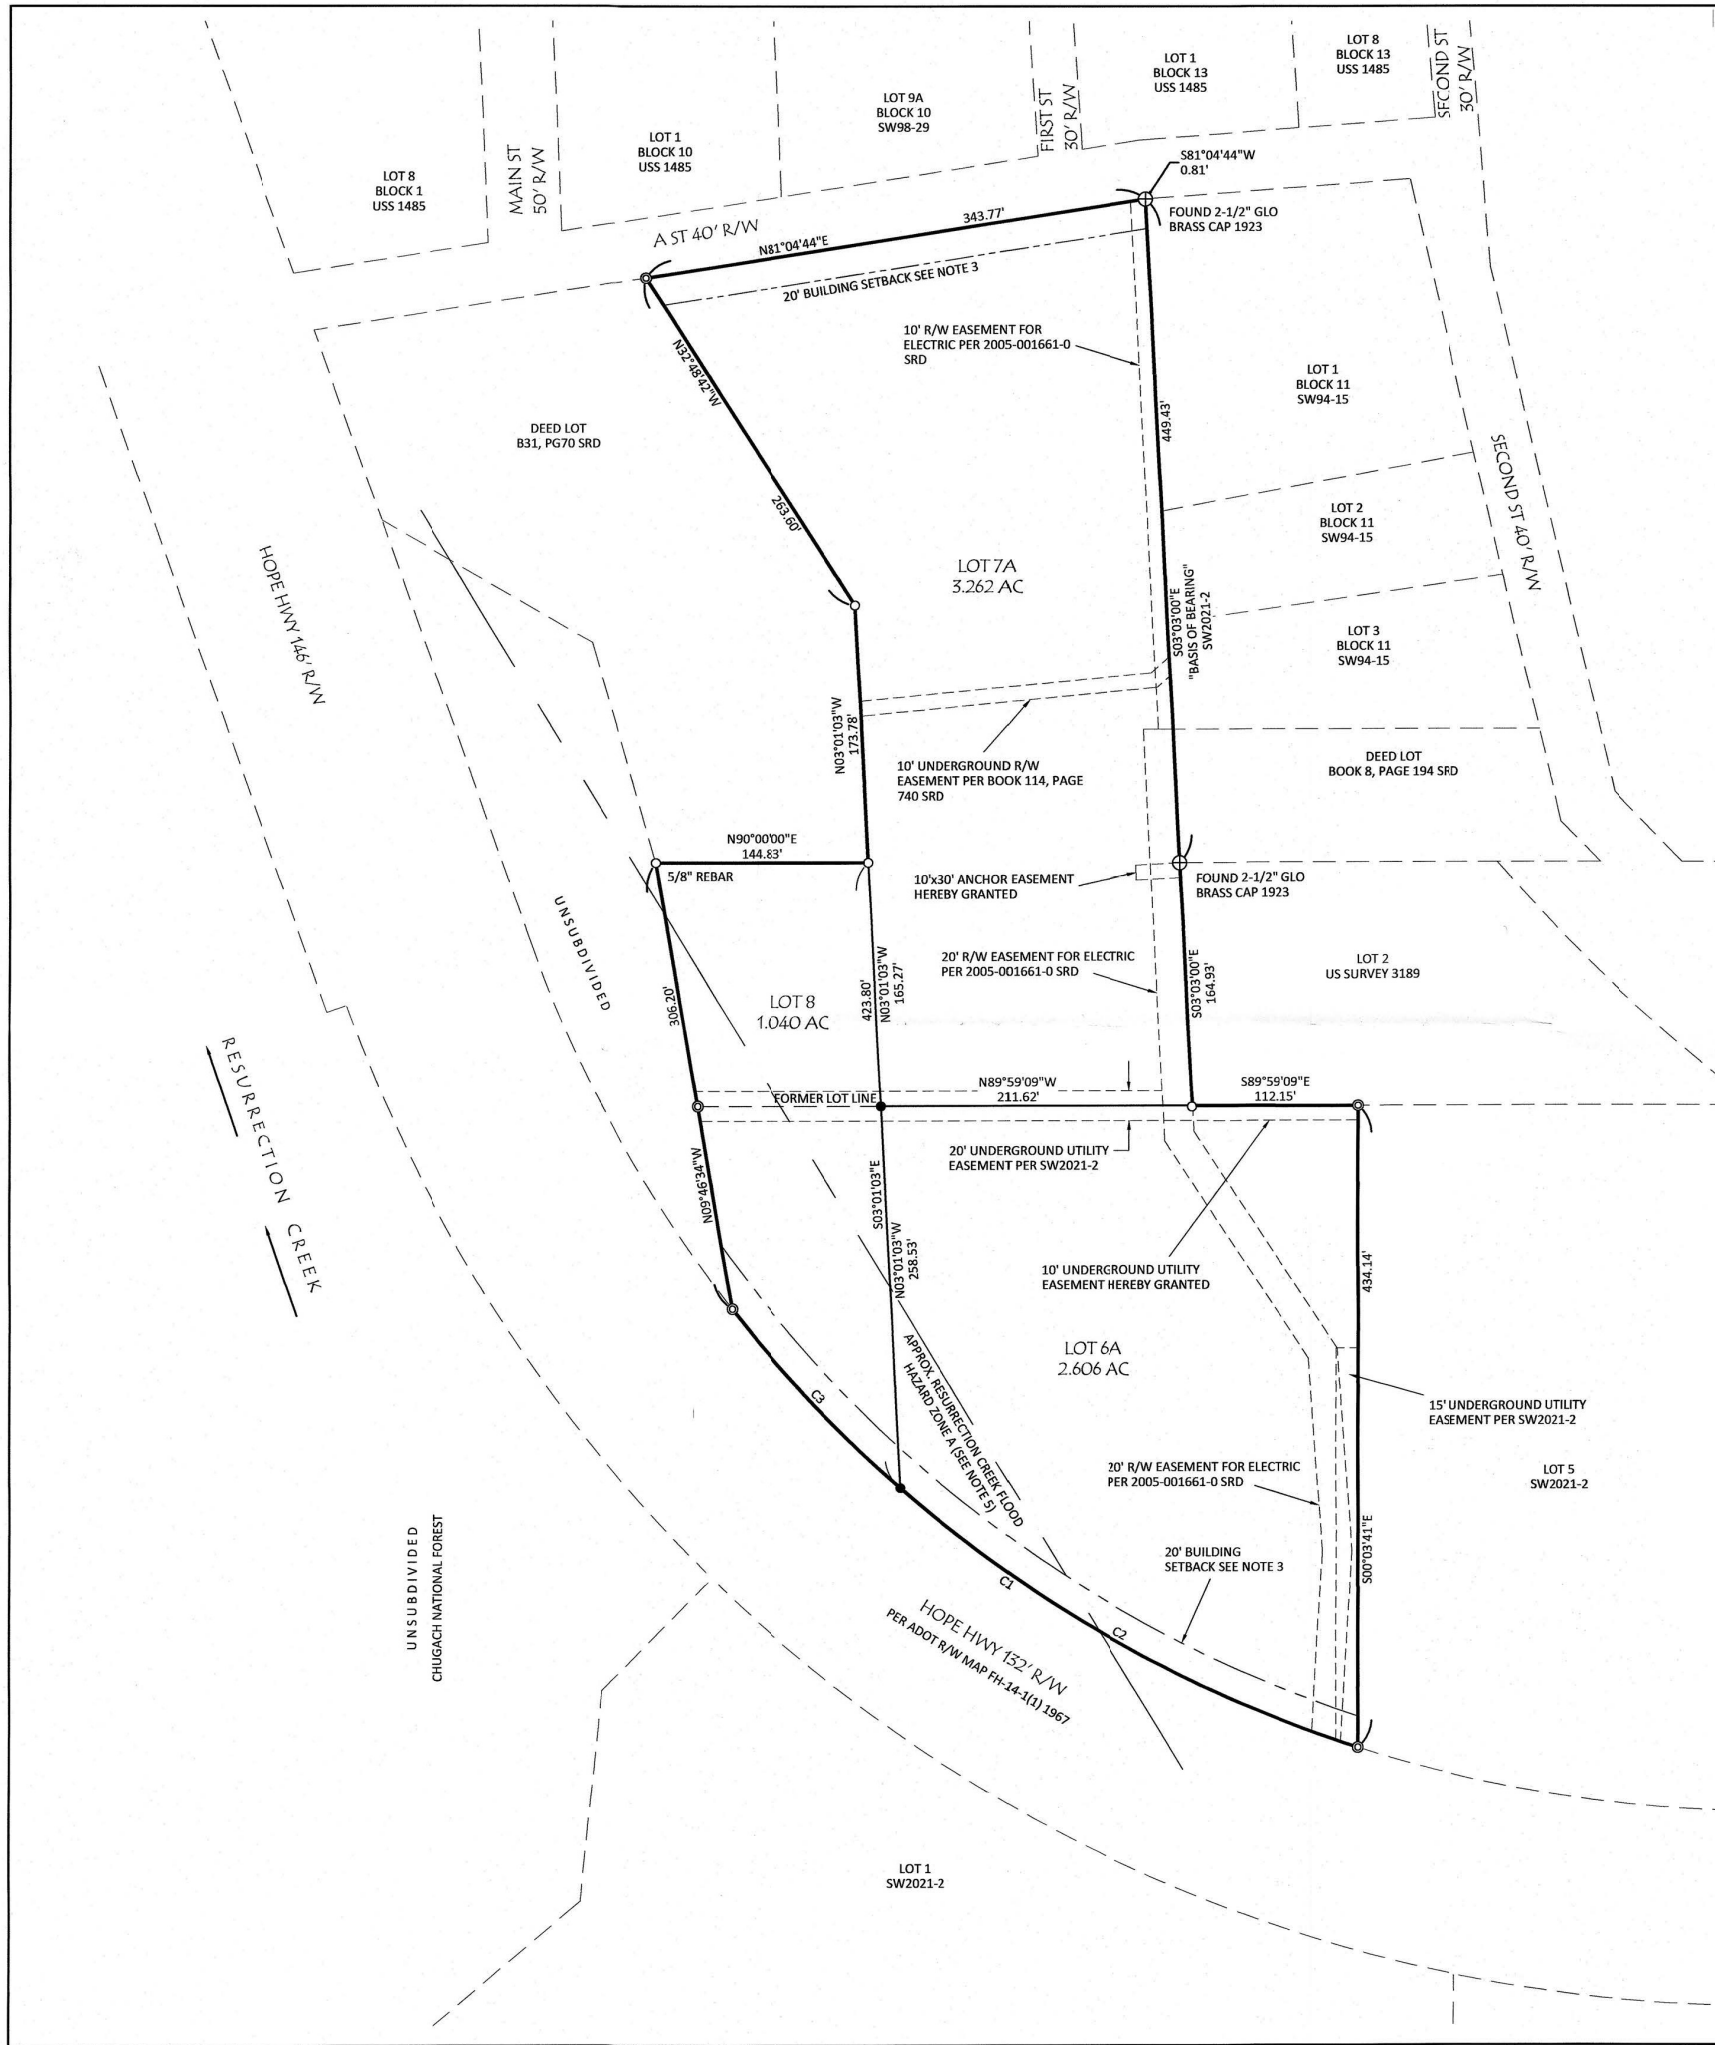 LOT 8
BLOCK 1
USS 1485
MAIN ST
50' R/W
LOT 1
BLOCK 10
USS 1485
LOT 9A
BLOCK 10
SW98-29
FIRST ST
30' R/W
LOT 1
BLOCK 13
USS 1485
LOT 8
BLOCK 13
USS 1485
SECOND ST
30' R/W
S81°04'44"W
0.81'
FOUND 2-1/2" GLO
BRASS CAP 1923
A ST 40' R/W
N81°04'44"E
343.77'
20' BUILDING SETBACK SEE NOTE 3
10' R/W EASEMENT FOR
ELECTRIC PER 2005-001661-0
SRD
N32°48'42"W
263.60'
DEED LOT
B31, PG70 SRD
449.43'
LOT 1
BLOCK 11
SW94-15
SECOND ST 40' R/W
LOT 2
BLOCK 11
SW94-15
HOPE HWY 146' R/W
LOT 7A
3.262 AC
S03°03'00"E
"BASIS OF BEARING"
SW2021-2
LOT 3
BLOCK 11
SW94-15
N03°01'03"W
173.78'
10' UNDERGROUND R/W
EASEMENT PER BOOK 114, PAGE
740 SRD
DEED LOT
BOOK 8, PAGE 194 SRD
N90°00'00"E
144.83'
5/8" REBAR
10'x30' ANCHOR EASEMENT
HEREBY GRANTED
FOUND 2-1/2" GLO
BRASS CAP 1923
UNSUBDIVIDED
20' R/W EASEMENT FOR ELECTRIC
PER 2005-001661-0 SRD
LOT 2
US SURVEY 3189
306.20'
LOT 8
1.040 AC
423.80'
N03°01'03"W
165.27'
S03°03'00"E
164.93'
RESURRECTION CREEK
FORMER LOT LINE
N89°59'09"W
211.62'
S89°59'09"E
112.15'
20' UNDERGROUND UTILITY
EASEMENT PER SW2021-2
N09°46'34"W
S03°01'03"E
N03°01'03"W
258.53'
10' UNDERGROUND UTILITY
EASEMENT HEREBY GRANTED
434.14'
LOT 6A
2.606 AC
APPROX. RESURRECTION CREEK FLOOD
HAZARD ZONE A (SEE NOTE 5)
C3
15' UNDERGROUND UTILITY
EASEMENT PER SW2021-2
20' R/W EASEMENT FOR ELECTRIC
PER 2005-001661-0 SRD
LOT 5
SW2021-2
UNSUBDIVIDED
CHUGACH NATIONAL FOREST
20' BUILDING
SETBACK SEE NOTE 3
S00°03'41"E
C1
C2
HOPE HWY 132' R/W
PER ADOT R/W MAP FH-14-1(1) 1967
LOT 1
SW2021-2